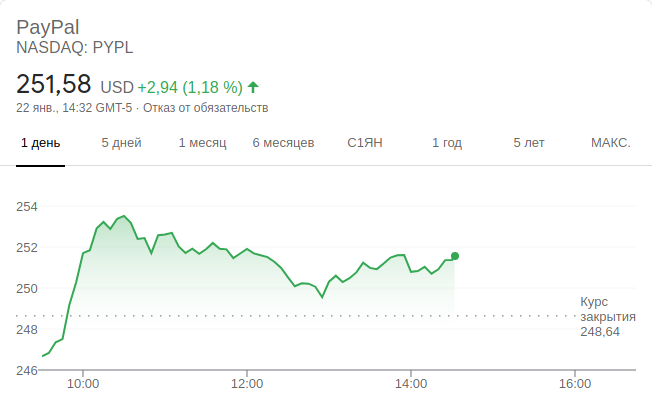 PayPal
NASDAQ: PYPL
251,58 USD +2,94 (1,18 %)
22 янв., 14:32 GMT-5 · Отказ от обязательств
1 день 5 дней 1 месяц 6 месяцев С1ЯН 1 год 5 лет МАКС.
254
252
250
248
246
Курс
закрытия
248,64
10:00 12:00 14:00 16:00